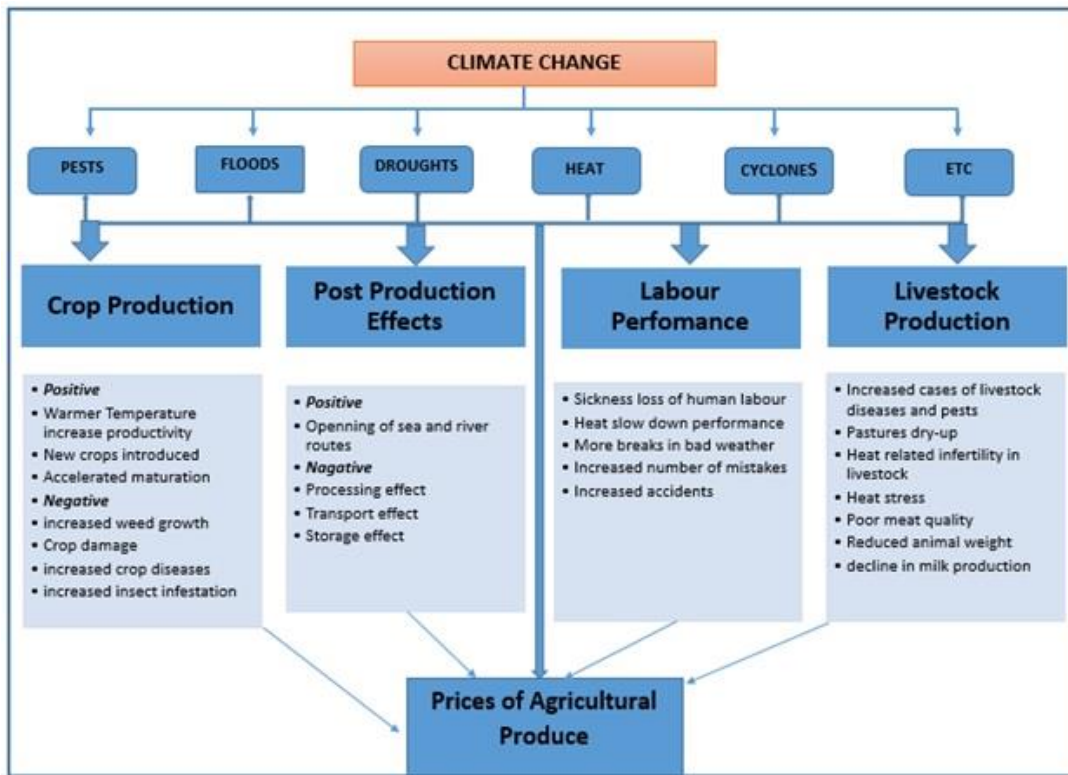 CLIMATE CHANGE
PESTS
FLOODS
DROUGHTS
HEAT
CYCLONES
ETC
Crop Production
Post Production
Effects
Labour
Perfomance
Livestock
Production
• Positive
• Warmer Temperature
increase productivity
• New crops introduced
• Accelerated maturation
• Negative
• increased weed growth
• Crop damage
• increased crop diseases
• increased insect infestation
• Positive
• Openning of sea and river
routes
• Nagative
• Processing effect
• Transport effect
• Storage effect
• Sickness loss of human labour
• Heat slow down performance
• More breaks in bad weather
• Increased number of mistakes
• Increased accidents
• Increased cases of livestock
diseases and pests
• Pastures dry-up
• Heat related infertility in
livestock
• Heat stress
• Poor meat quality
• Reduced animal weight
• decline in milk production
Prices of Agricultural
Produce